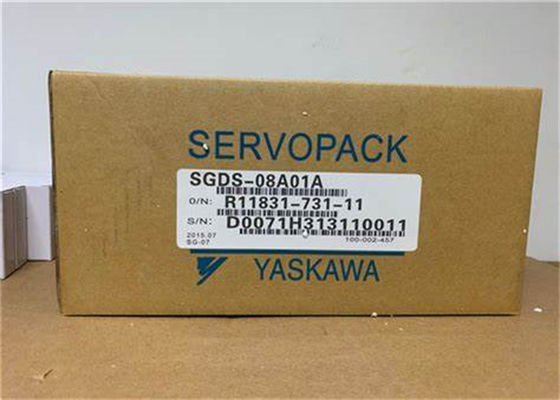 SERVOPACK
SGDS-08A01A
O/N: R11831-731-11
S/N: D0071H313110011
2015.07
SG-07 100-002-457
YASKAWA